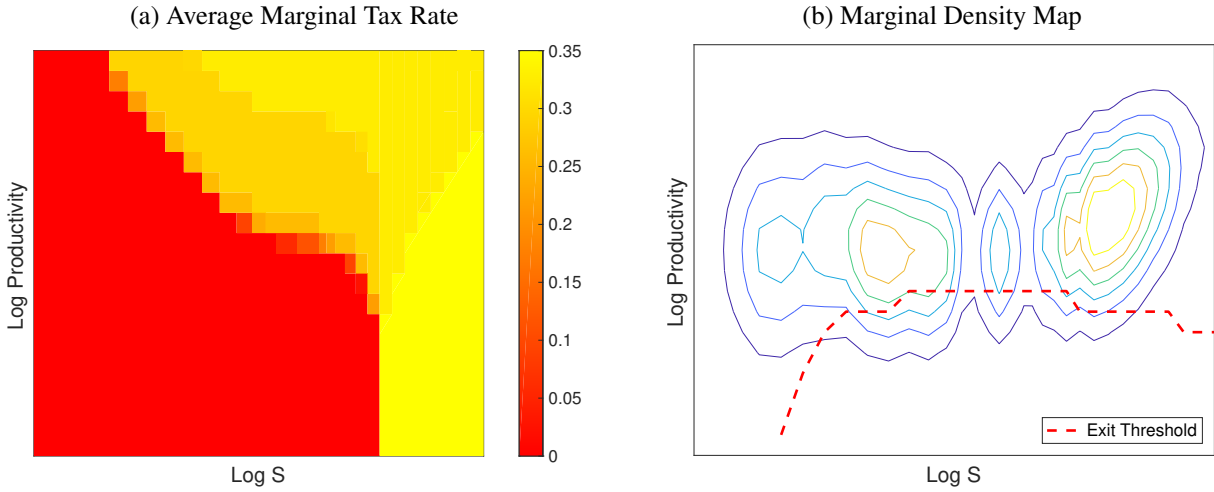 (a) Average Marginal Tax Rate
Log Productivity
Log S
0.35
0.3
0.25
0.2
0.15
0.1
0.05
0
(b) Marginal Density Map
Log Productivity
Log S
Exit Threshold